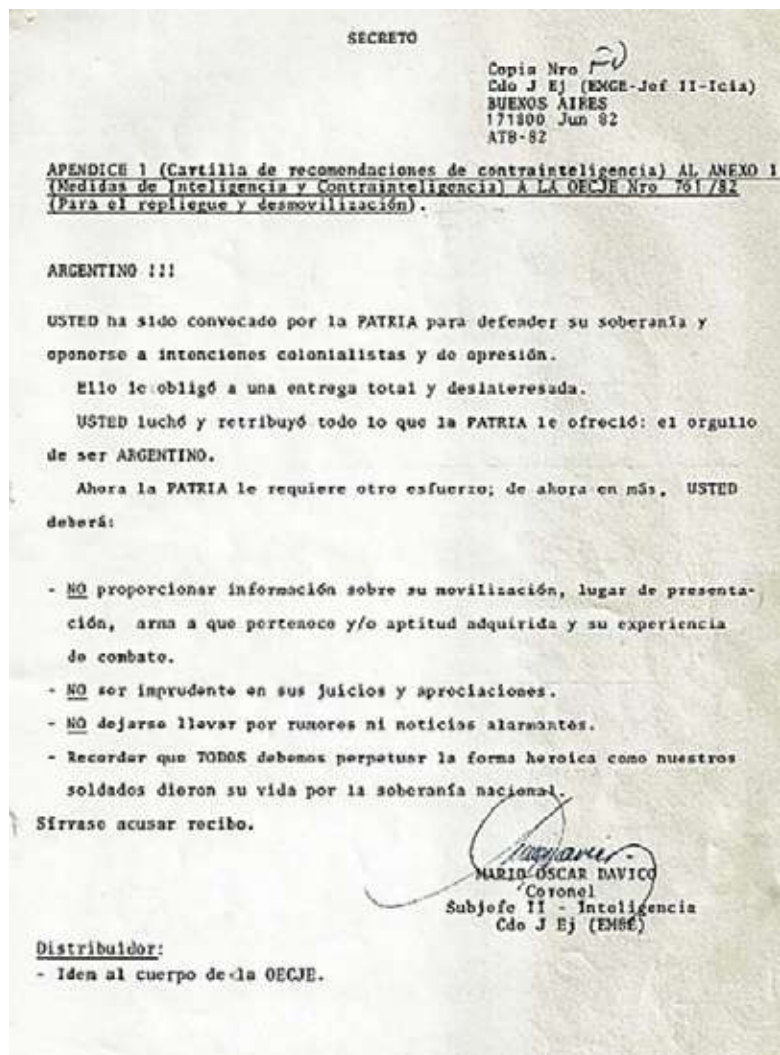 SECRETO
Copia Nro
Cdo J Ej (EMGE-Jef II-Icia)
BUENOS AIRES
171800 Jun 82
ATB-82
APENDICE 1 (Cartilla de recomendaciones de contrainteligencia) AL ANEXO 1
(Medidas de Inteligencia y Contrainteligencia) A LA OECJE Nro 761/82
(Para el repliegue y desmovilización).
ARGENTINO !!!
USTED ha sido convocado por la PATRIA para defender su soberanía y
oponerse a intenciones colonialistas y de opresión.
Ello le obligó a una entrega total y desinteresada.
USTED luchó y retribuyó todo lo que la PATRIA le ofreció: el orgullo
de ser ARGENTINO.
Ahora la PATRIA le requiere otro esfuerzo; de ahora en más, USTED
deberá:
- NO proporcionar información sobre su movilización, lugar de presenta-
ción, arma a que pertenece y/o aptitud adquirida y su experiencia
de combate.
- NO ser imprudente en sus juicios y apreciaciones.
- NO dejarse llevar por rumores ni noticias alarmantes.
- Recordar que TODOS debemos perpetuar la forma heroica como nuestros
soldados dieron su vida por la soberanía nacional.
Sírvase acusar recibo.
MARIO OSCAR DAVICO
Coronel
Subjefe II - Inteligencia
Cdo J Ej (EMGE)
Distribuidor:
- Idem al cuerpo de la OECJE.